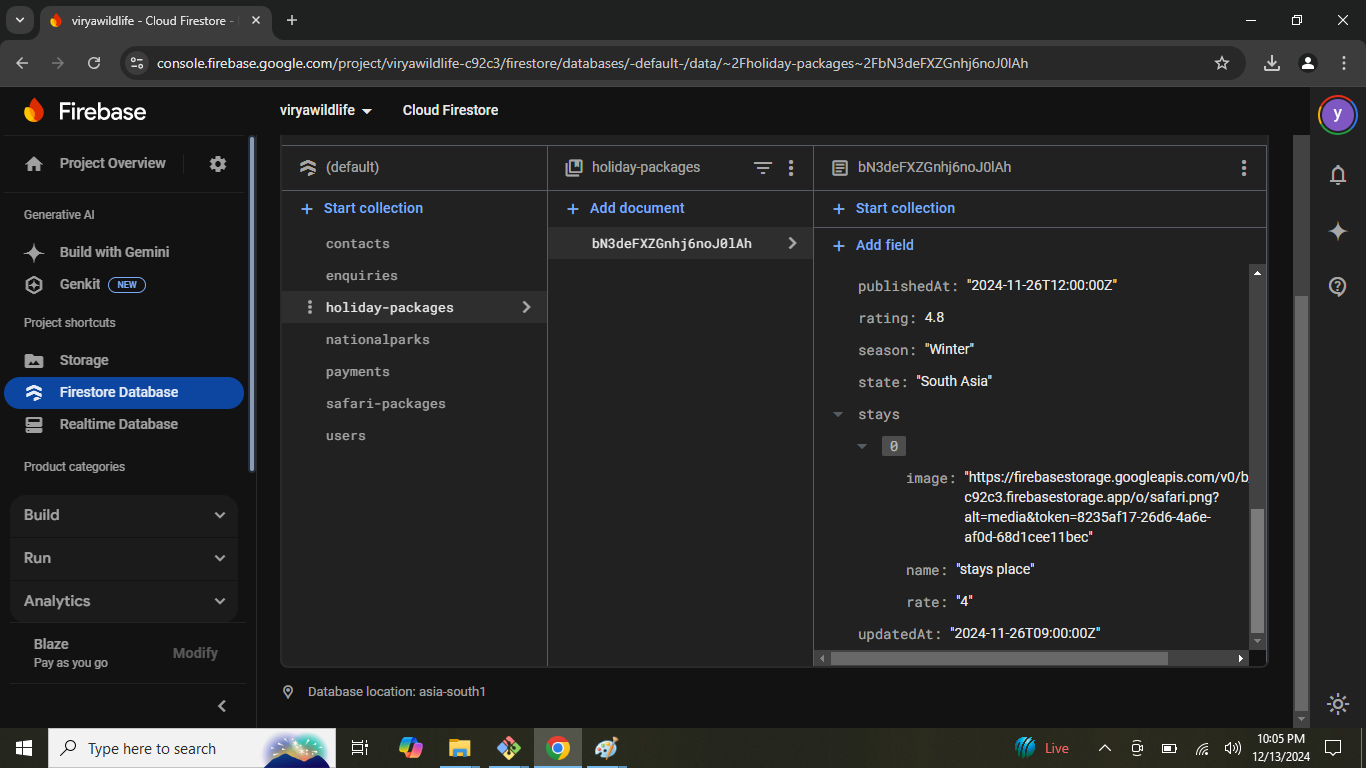 viryawildlife - Cloud Firestore -
console.firebase.google.com/project/viryawildlife-c92c3/firestore/databases/-default-/data/~2Fholiday-packages~2FbN3deFXZGnhj6noJ0lAh
Firebase
viryawildlife
Cloud Firestore
y
Project Overview
Generative AI
Build with Gemini
Genkit NEW
Project shortcuts
Storage
Firestore Database
Realtime Database
Product categories
Build
Run
Analytics
Blaze
Pay as you go
Modify
(default)
Start collection
contacts
enquiries
holiday-packages
nationalparks
payments
safari-packages
users
holiday-packages
Add document
bN3deFXZGnhj6noJ0lAh
bN3deFXZGnhj6noJ0lAh
Start collection
Add field
publishedAt: "2024-11-26T12:00:00Z"
rating: 4.8
season: "Winter"
state: "South Asia"
stays
0
image: "https://firebasestorage.googleapis.com/v0/b
c92c3.firebasestorage.app/o/safari.png?
alt=media&token=8235af17-26d6-4a6e-
af0d-68d1cee11bec"
name: "stays place"
rate: "4"
updatedAt: "2024-11-26T09:00:00Z"
Database location: asia-south1
Type here to search
Live
10:05 PM
12/13/2024